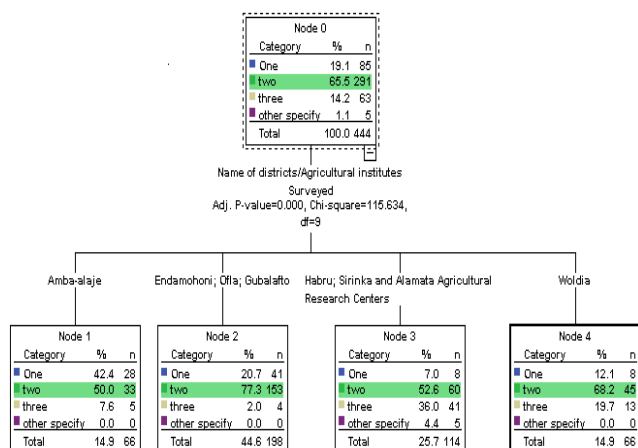 Node 0
Category % n
One 19.1 85
two 65.5 291
three 14.2 63
other specify 1.1 5
Total 100.0 444
Name of districts/Agricultural institutes
Surveyed
Adj. P-value=0.000, Chi-square=115.634,
df=9
Amba-alaje
Endamohoni; Ofla; Gubalafto
Habru; Sirinka and Alamata Agricultural
Research Centers
Woldia
Node 1
Category % n
One 42.4 28
two 50.0 33
three 7.6 5
other specify 0.0 0
Total 14.9 66
Node 2
Category % n
One 20.7 41
two 77.3 153
three 2.0 4
other specify 0.0 0
Total 44.6 198
Node 3
Category % n
One 7.0 8
two 52.6 60
three 36.0 41
other specify 4.4 5
Total 25.7 114
Node 4
Category % n
One 12.1 8
two 68.2 45
three 19.7 13
other specify 0.0 0
Total 14.9 66